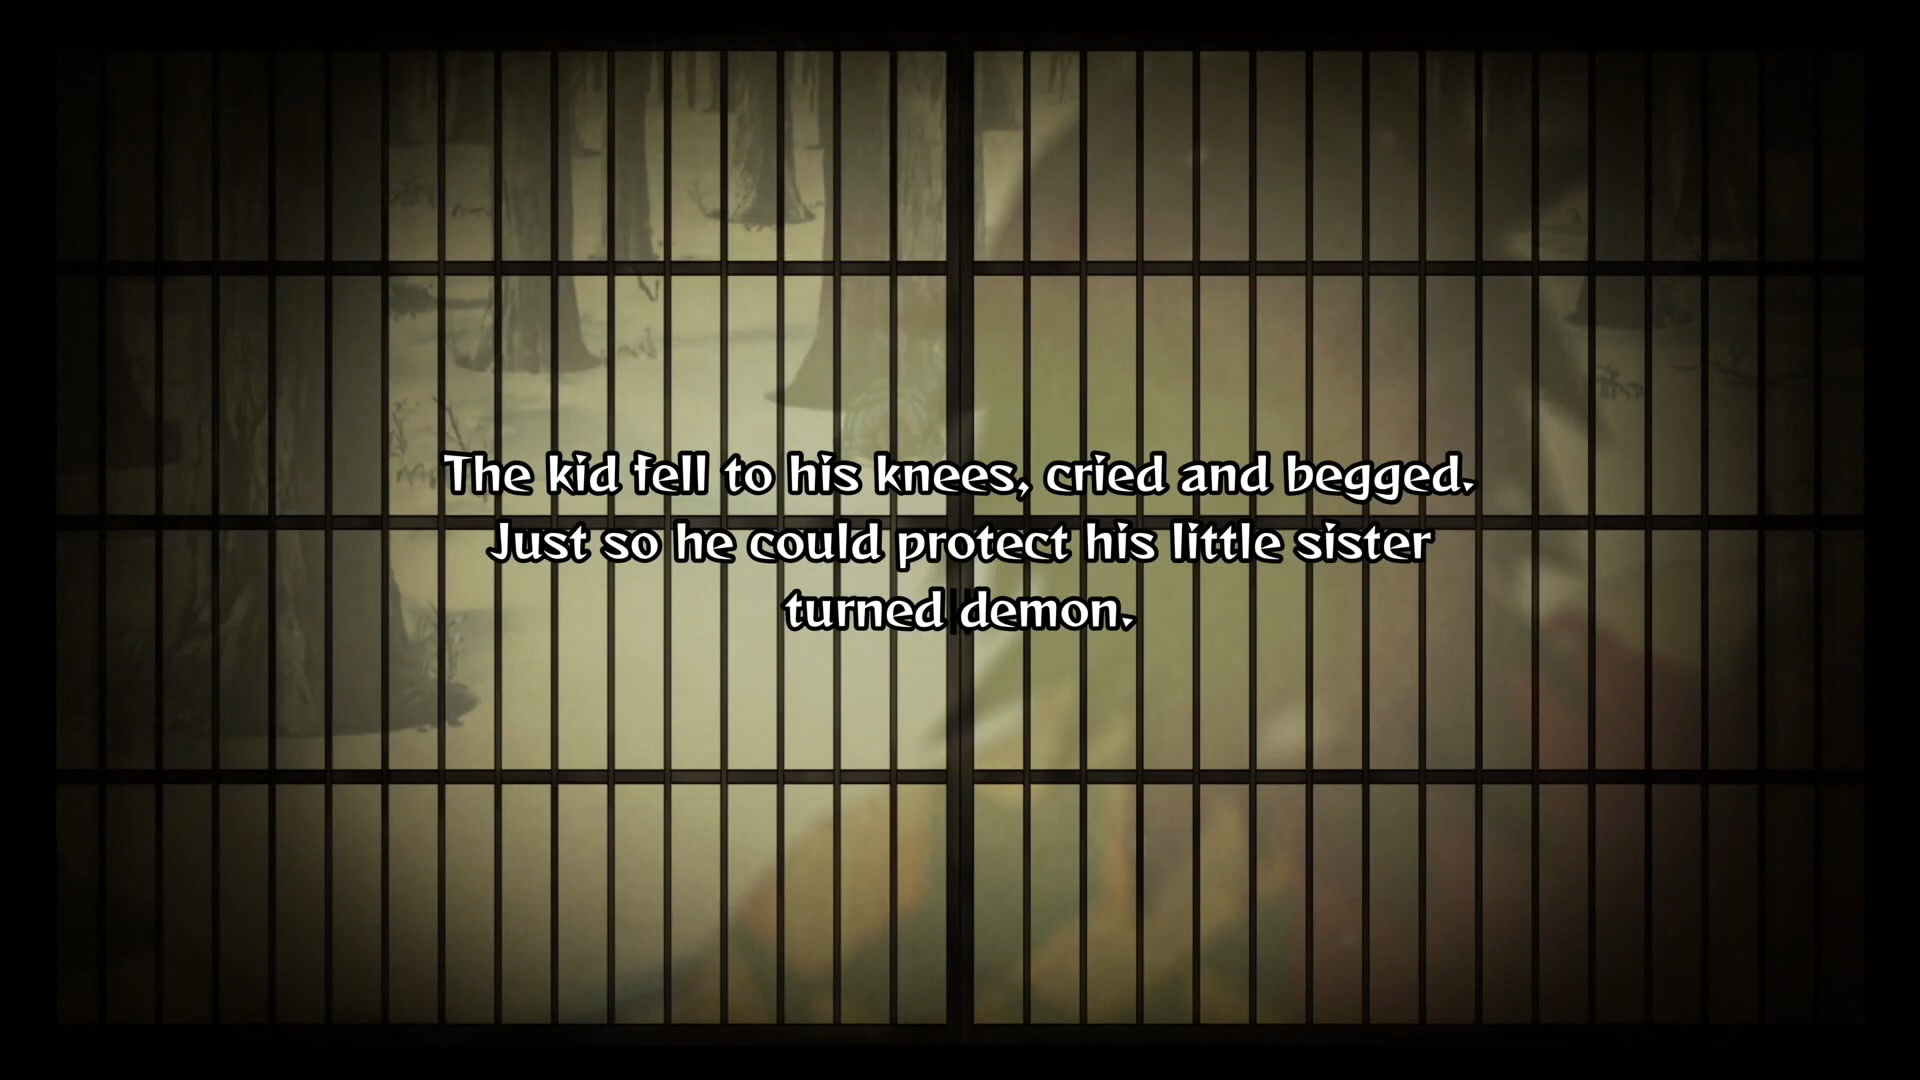 The kid fell to his knees, cried and begged.
Just so he could protect his little sister
turned demon.